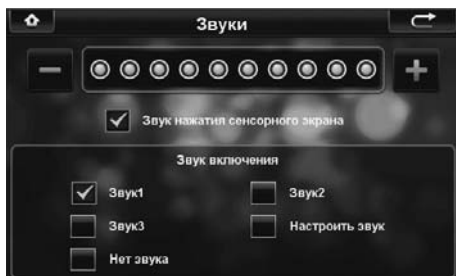 Звуки
Звук нажатия сенсорного экрана
Звук включения
Звук1 Звук2
Звук3 Настроить звук
Нет звука